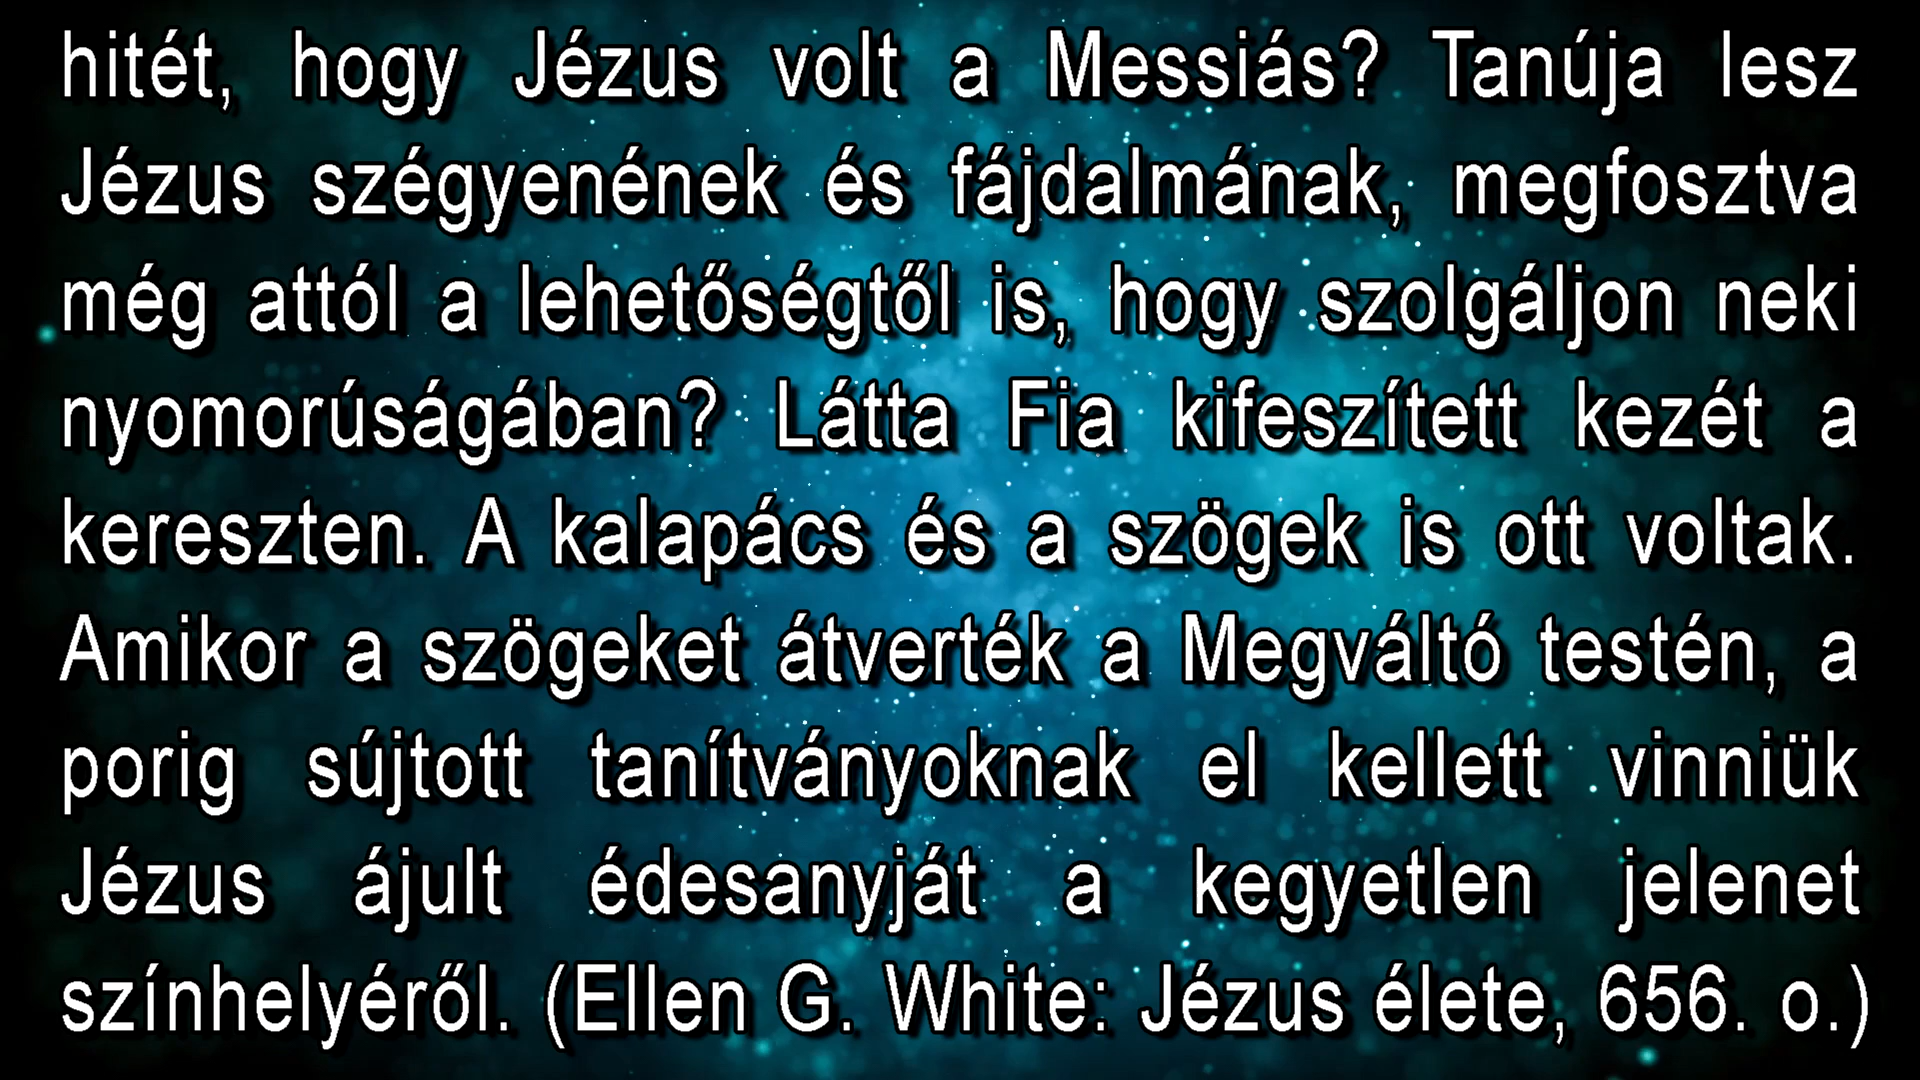 hitét, hogy Jézus volt a Messiás? Tanúja lesz
Jézus szégyenének és fájdalmának, megfosztva
még attól a lehetőségtől is, hogy szolgáljon neki
nyomorúságában? Látta Fia kifeszített kezét a
kereszten. A kalapács és a szögek is ott voltak.
Amikor a szögeket átverték a Megváltó testén, a
porig sújtott tanítványoknak el kellett vinniük
Jézus ájult édesanyját a kegyetlen jelenet
színhelyéről. (Ellen G. White: Jézus élete, 656. o.)